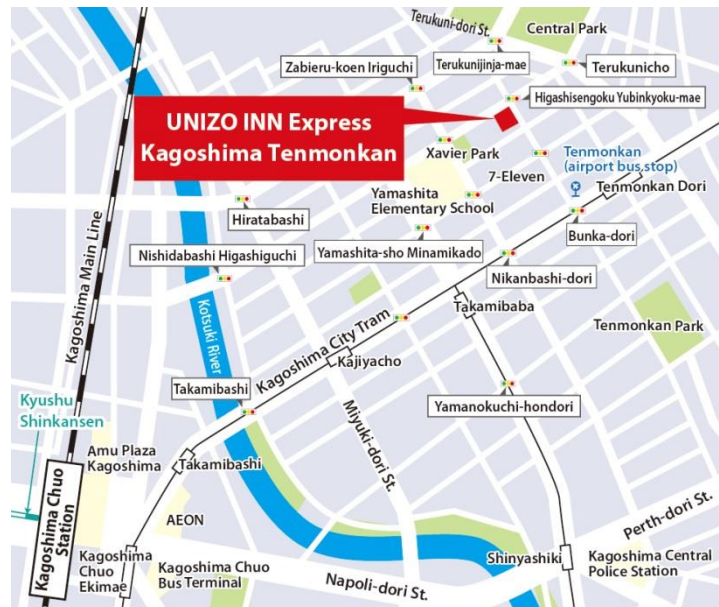 Terukuni-dori St.
Central Park
Zabieru-koen Iriguchi
Terukunijinja-mae
Terukunicho
Higashisengoku Yubinkyoku-mae
UNIZO INN Express
Kagoshima Tenmonkan
Xavier Park
7-Eleven
Tenmonkan
(airport bus stop)
Tenmonkan Dori
Yamashita
Elementary School
Hiratabashi
Bunka-dori
Nishidabashi Higashiguchi
Yamashita-sho Minamikado
Nikanbashi-dori
Kagoshima Main Line
Kotsuki River
Takamibaba
Tenmonkan Park
Kagoshima City Tram
Kajiyacho
Takamibashi
Yamanokuchi-hondori
Kyushu
Shinkansen
Miyuki-dori St.
Amu Plaza
Kagoshima
Takamibashi
AEON
Perth-dori St.
Kagoshima Chuo
Station
Kagoshima
Chuo
Ekimae
Kagoshima Chuo
Bus Terminal
Napoli-dori St.
Shinyashiki
Kagoshima Central
Police Station